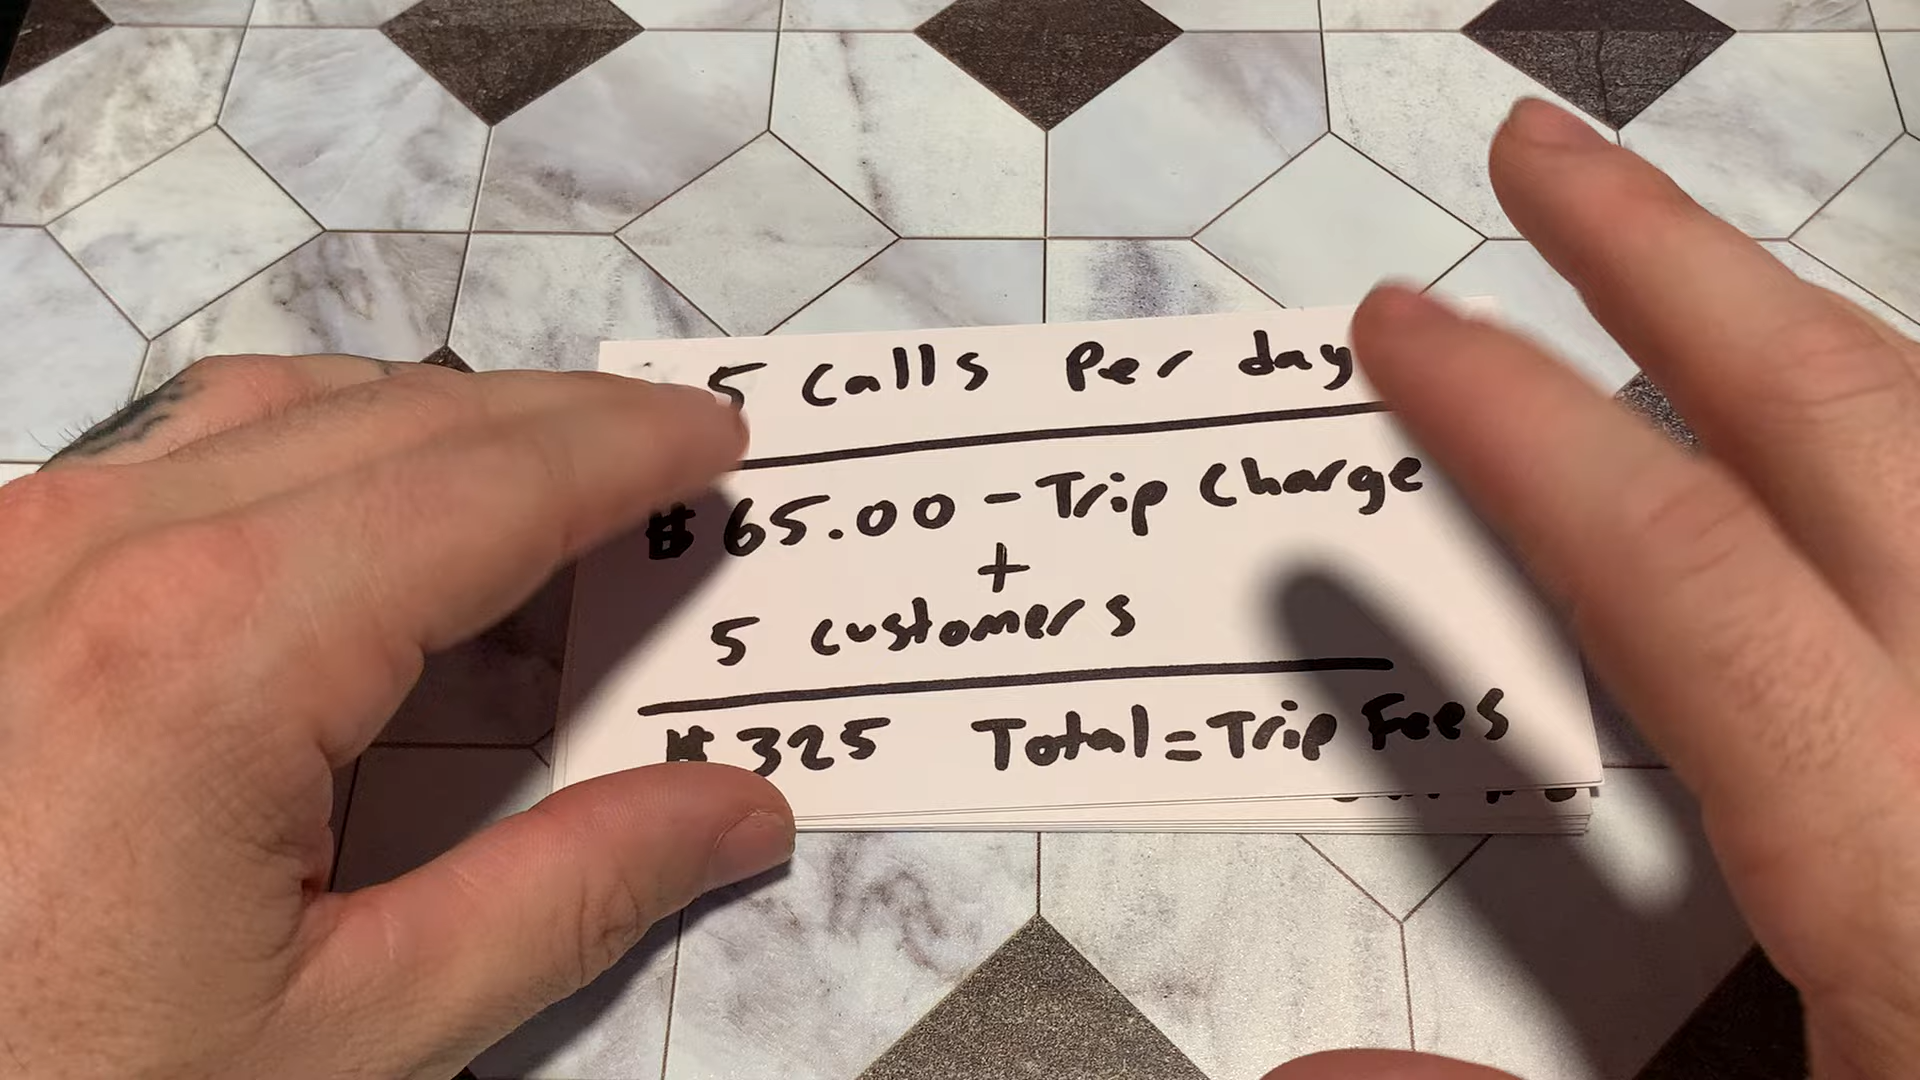 5 Calls Per day
$65.00 - Trip Charge
+
5 customers
$325 Total = Trip Fees